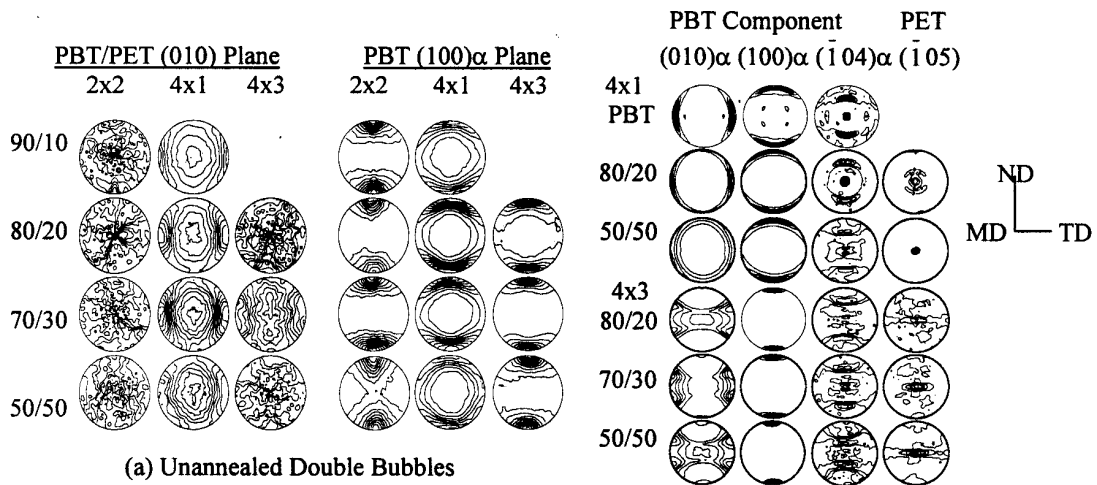 PBT/PET (010) Plane
2x2 4x1 4x3
90/10
80/20
70/30
50/50
PBT (100)α Plane
2x2 4x1 4x3
(a) Unannealed Double Bubbles
PBT Component PET
(010)α (100)α (1̄04)α (1̄05)
4x1
PBT
80/20
50/50
4x3
80/20
70/30
50/50
ND
MD TD